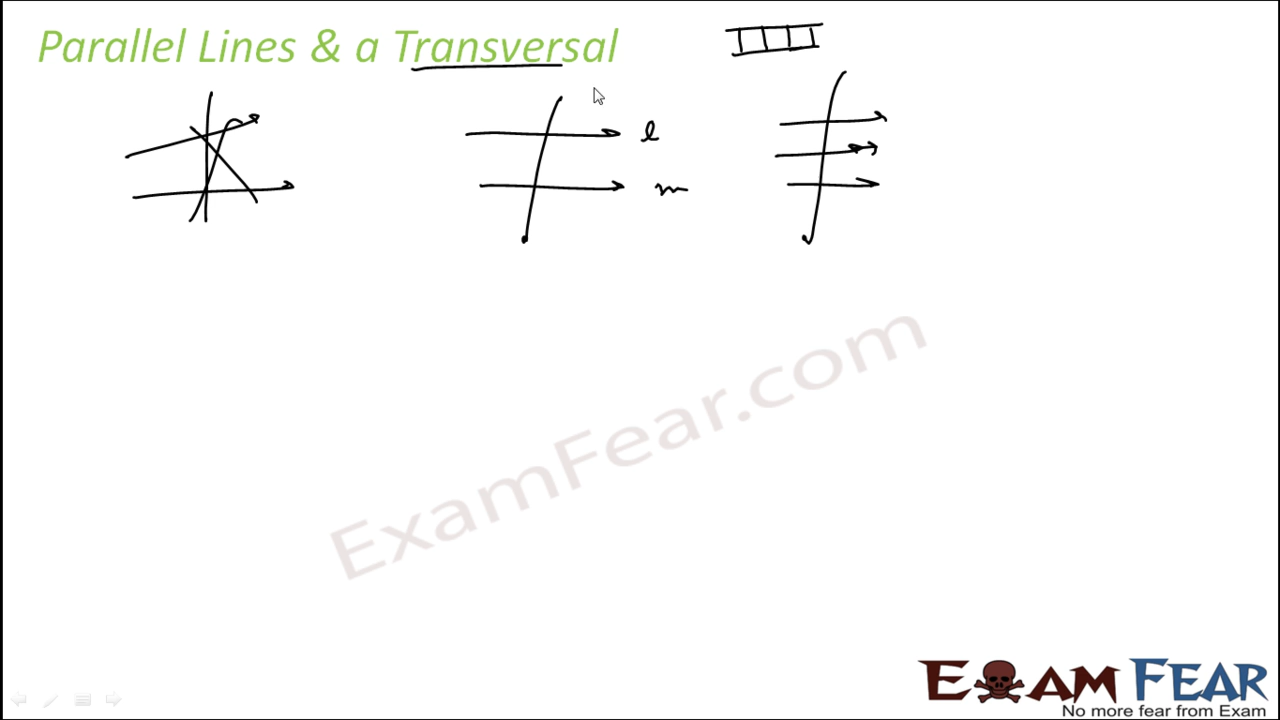 Parallel Lines & a Transversal
l
m
ExamFear.com
EXAM FEAR
No more fear from Exam